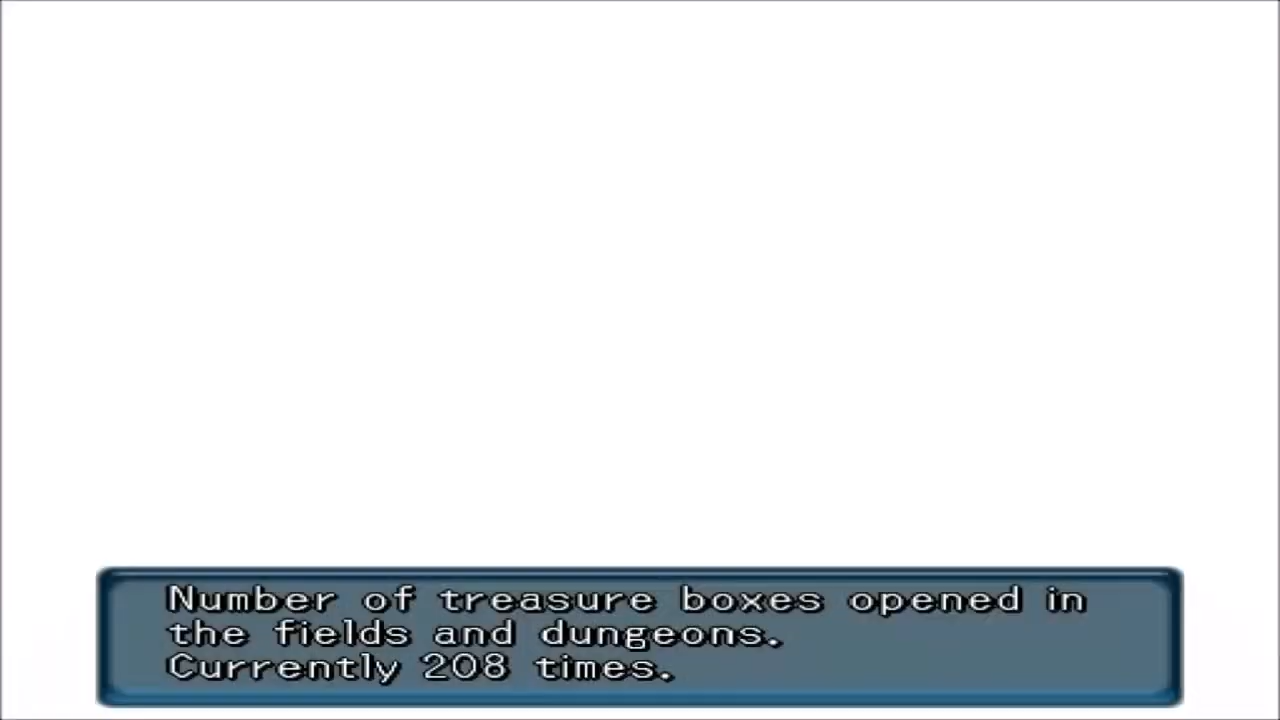 Number of treasure boxes opened in
the fields and dungeons.
Currently 208 times.